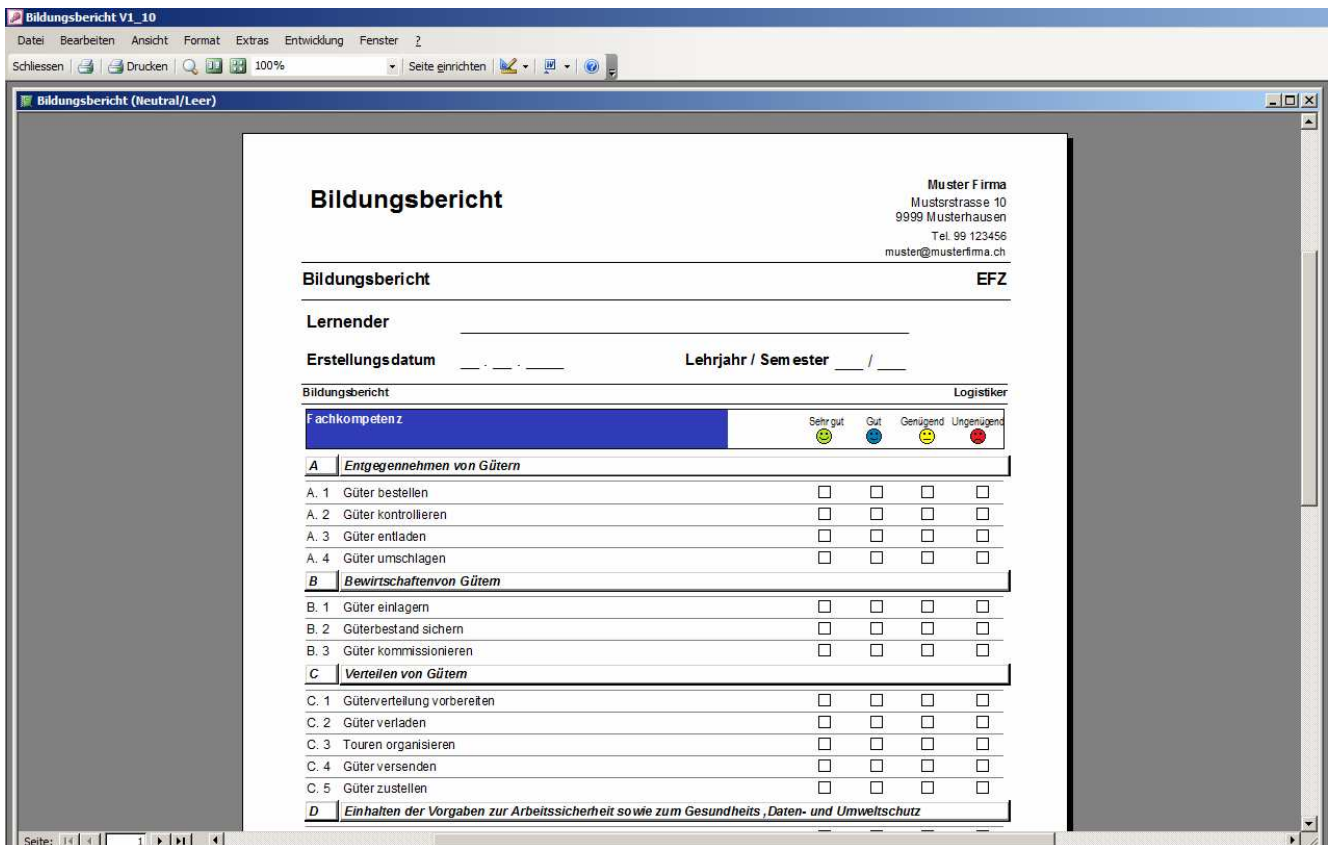 Bildungsbericht V1_10
Datei Bearbeiten Ansicht Format Extras Entwicklung Fenster ?
Schliessen Drucken 100% Seite einrichten
Bildungsbericht (Neutral/Leer)
Bildungsbericht
Muster Firma
Mustsrstrasse 10
9999 Musterhausen
Tel. 99 123456
muster@musterfirma.ch
Bildungsbericht EFZ
Lernender
Erstellungsdatum __ . __ . ____ Lehrjahr / Semester ___ / ___
Bildungsbericht Logistiker
Fachkompetenz Sehr gut Gut Genügend Ungenügend
A Entgegennehmen von Gütern
A. 1 Güter bestellen
A. 2 Güter kontrollieren
A. 3 Güter entladen
A. 4 Güter umschlagen
B Bewirtschaftenvon Gütern
B. 1 Güter einlagern
B. 2 Güterbestand sichern
B. 3 Güter kommissionieren
C Verteilen von Gütern
C. 1 Güterverteilung vorbereiten
C. 2 Güter verladen
C. 3 Touren organisieren
C. 4 Güter versenden
C. 5 Güter zustellen
D Einhalten der Vorgaben zur Arbeitssicherheit sowie zum Gesundheits ,Daten- und Umweltschutz
Seite: 1